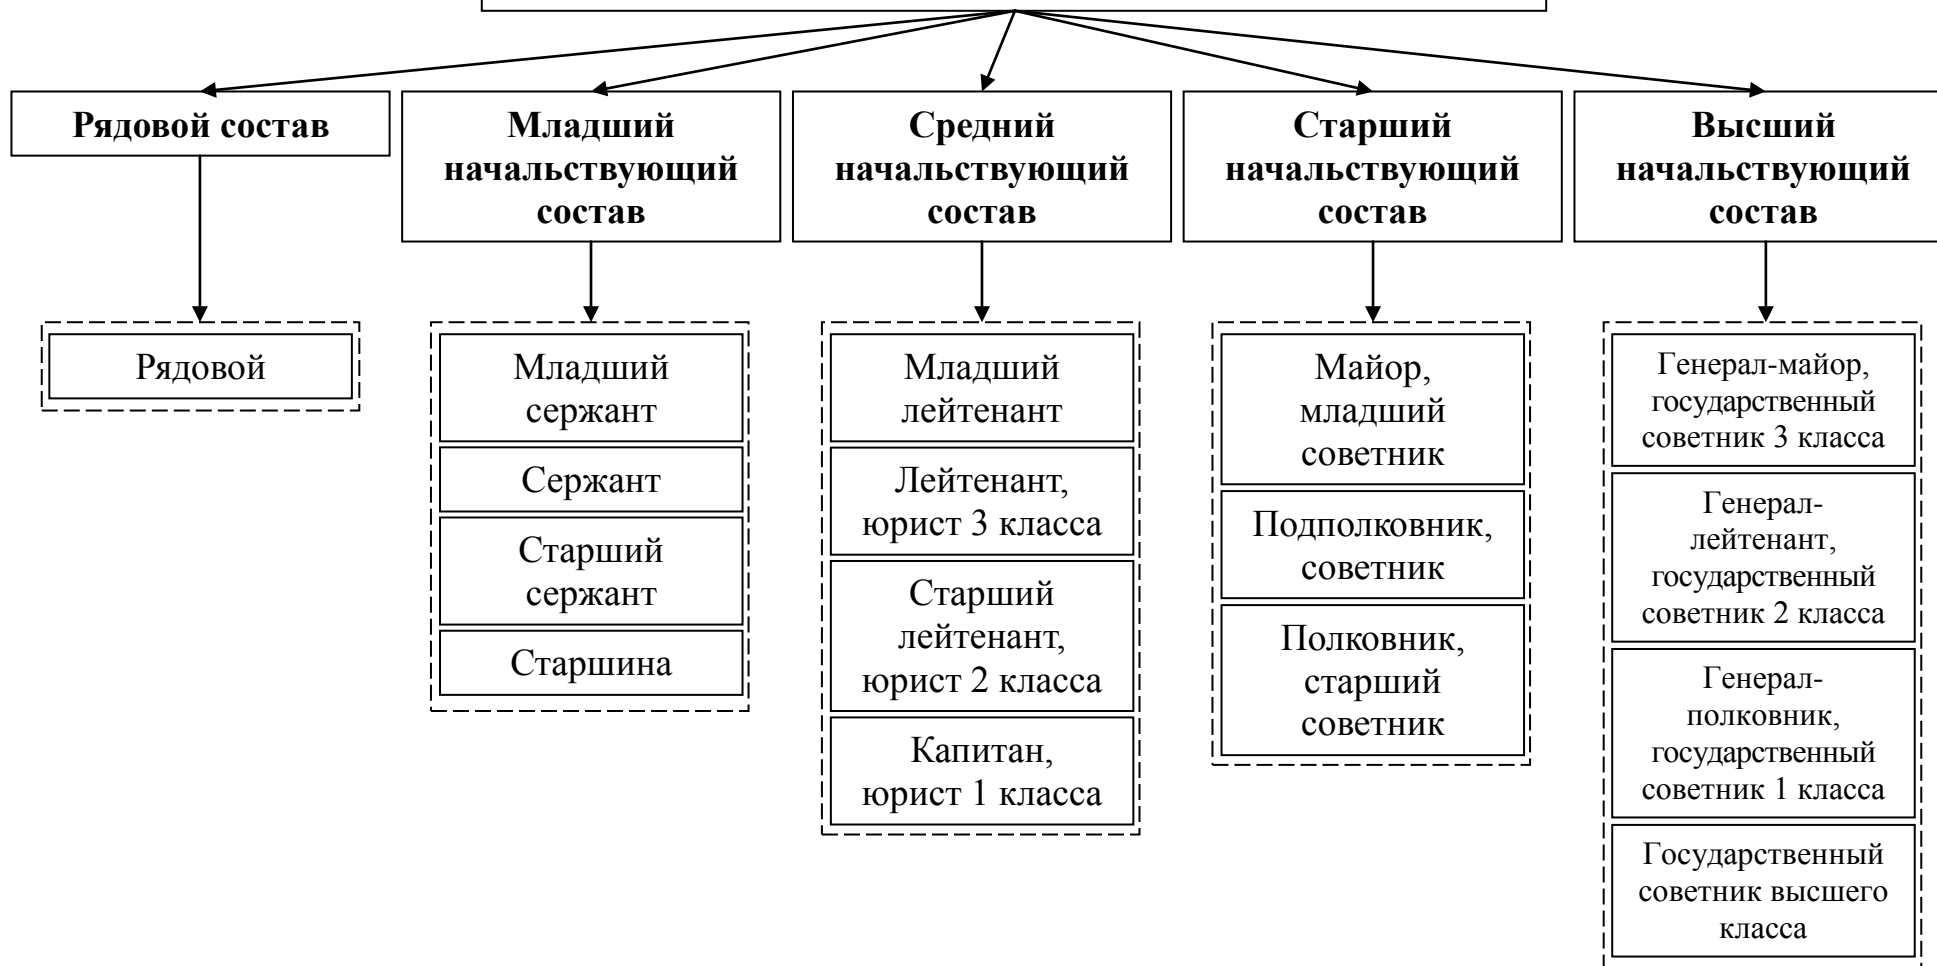 Рядовой состав
Младший
начальствующий
состав
Средний
начальствующий
состав
Старший
начальствующий
состав
Высший
начальствующий
состав
Рядовой
Младший
сержант
Сержант
Старший
сержант
Старшина
Младший
лейтенант
Лейтенант,
юрист 3 класса
Старший
лейтенант,
юрист 2 класса
Капитан,
юрист 1 класса
Майор,
младший
советник
Подполковник,
советник
Полковник,
старший
советник
Генерал-майор,
государственный
советник 3 класса
Генерал-
лейтенант,
государственный
советник 2 класса
Генерал-
полковник,
государственный
советник 1 класса
Государственный
советник высшего
класса